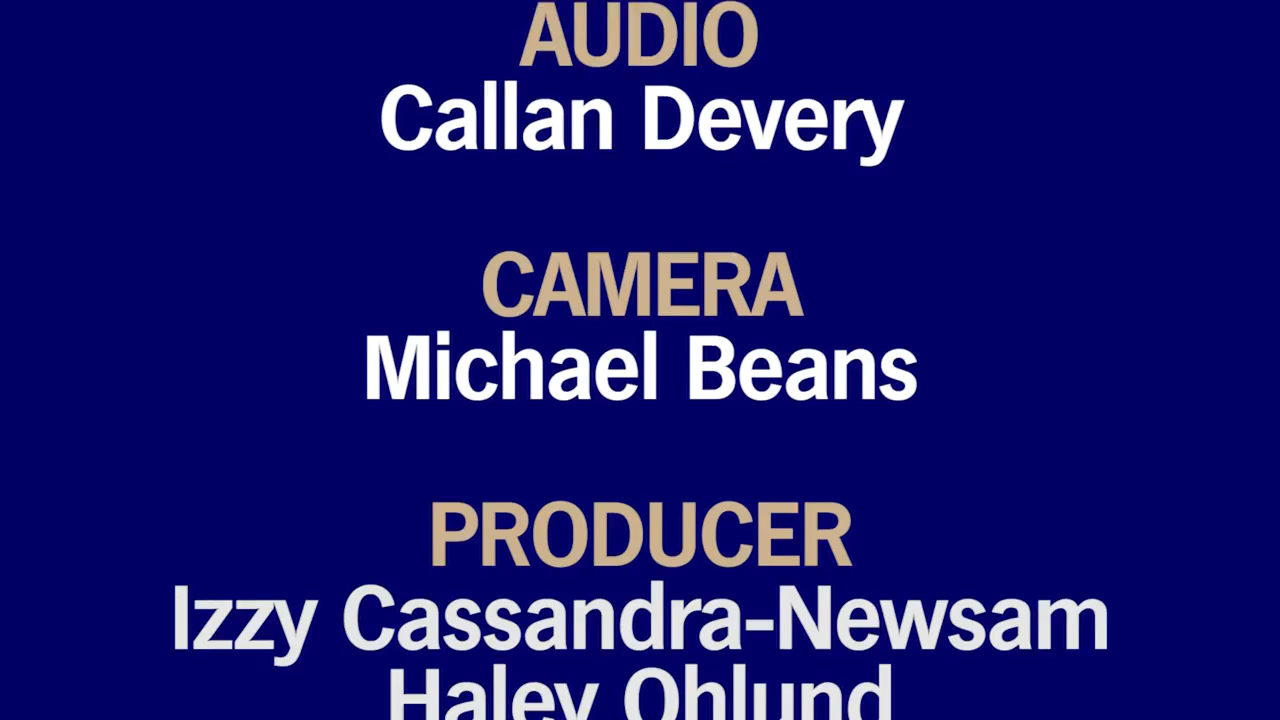 AUDIO
Callan Devery
CAMERA
Michael Beans
PRODUCER
Izzy Cassandra-Newsam
Haley Ohlund